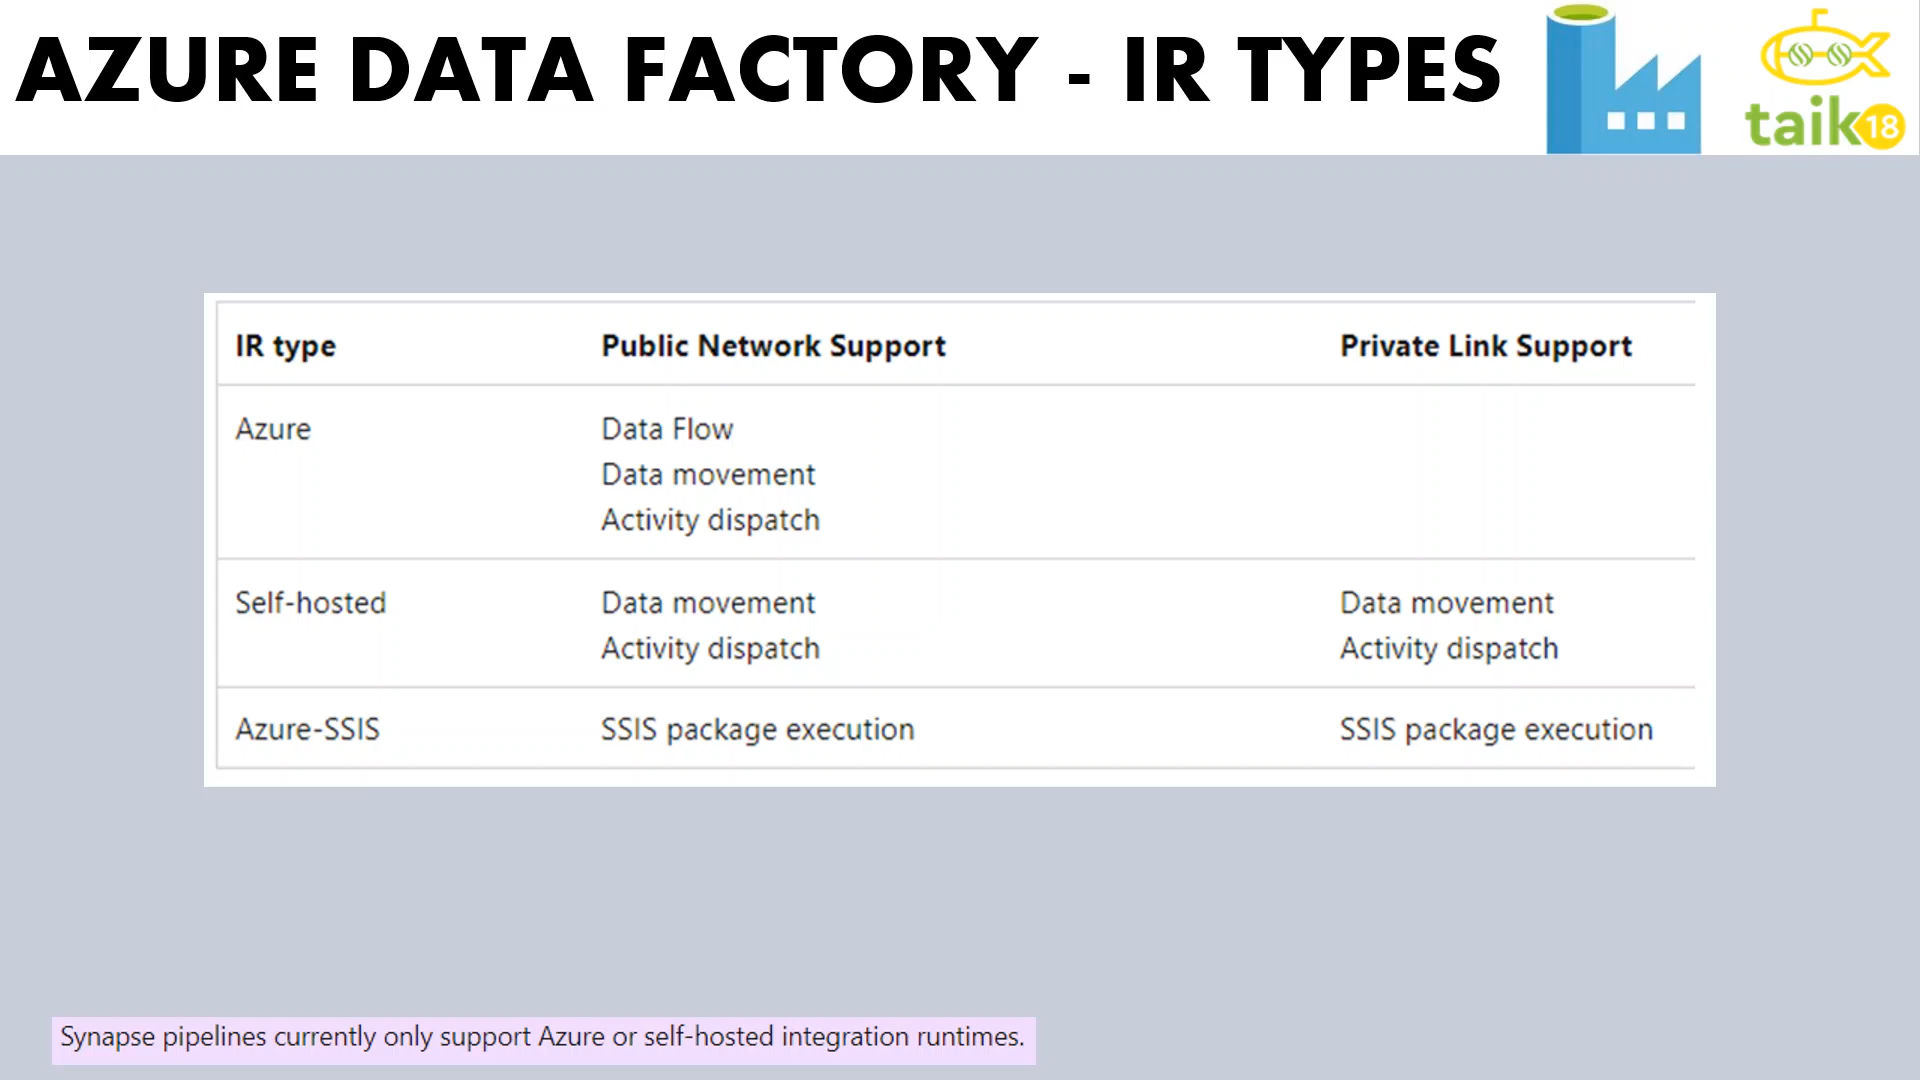 AZURE DATA FACTORY - IR TYPES
taik18
IR type Public Network Support Private Link Support
Azure Data Flow
Data movement
Activity dispatch
Self-hosted Data movement Data movement
Activity dispatch Activity dispatch
Azure-SSIS SSIS package execution SSIS package execution
Synapse pipelines currently only support Azure or self-hosted integration runtimes.